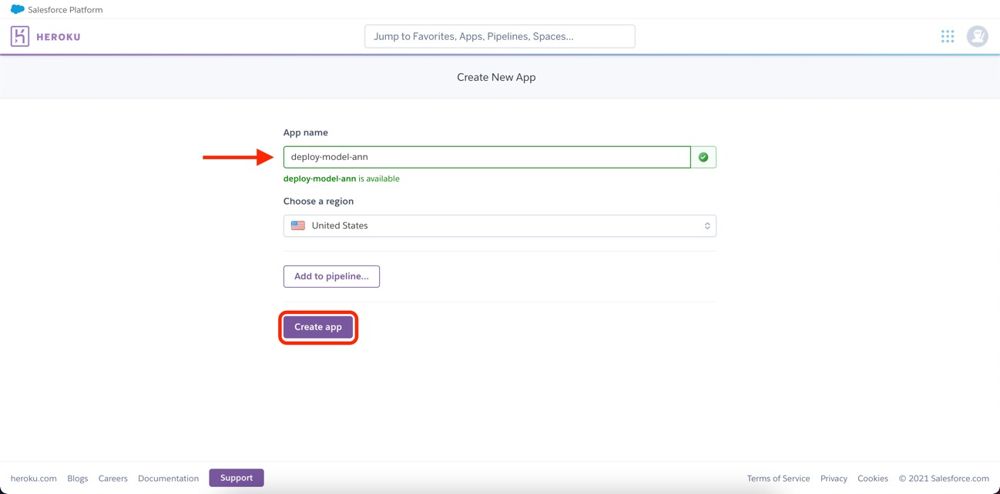 Salesforce Platform
HEROKU
Jump to Favorites, Apps, Pipelines, Spaces...
Create New App
App name
deploy-model-ann
deploy-model-ann is available
Choose a region
United States
Add to pipeline...
Create app
heroku.com Blogs Careers Documentation Support Terms of Service Privacy Cookies © 2021 Salesforce.com